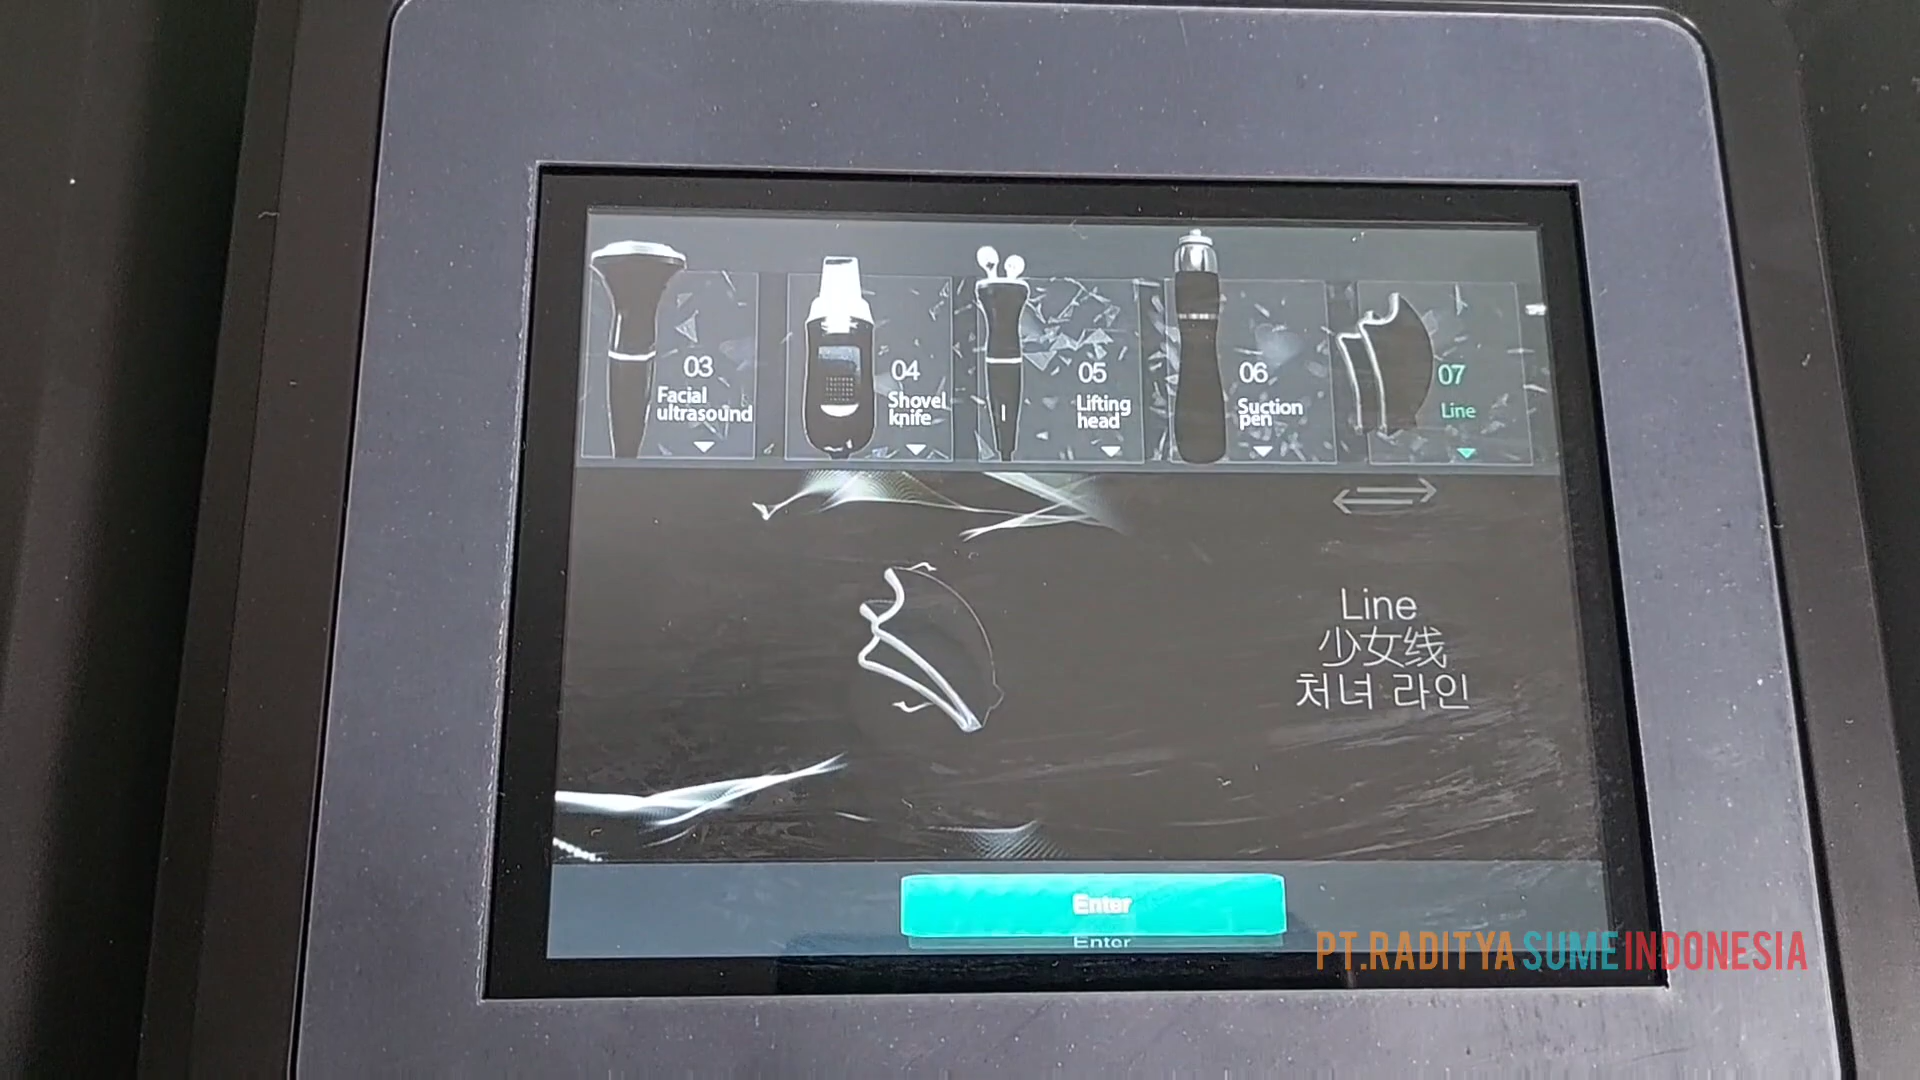 03
Facial
ultrasound
04
Shovel
knife
05
Lifting
head
06
Suction
pen
07
Line
Line
少女线
처녀 라인
Enter
Enter
PT.RADITYA SUME INDONESIA